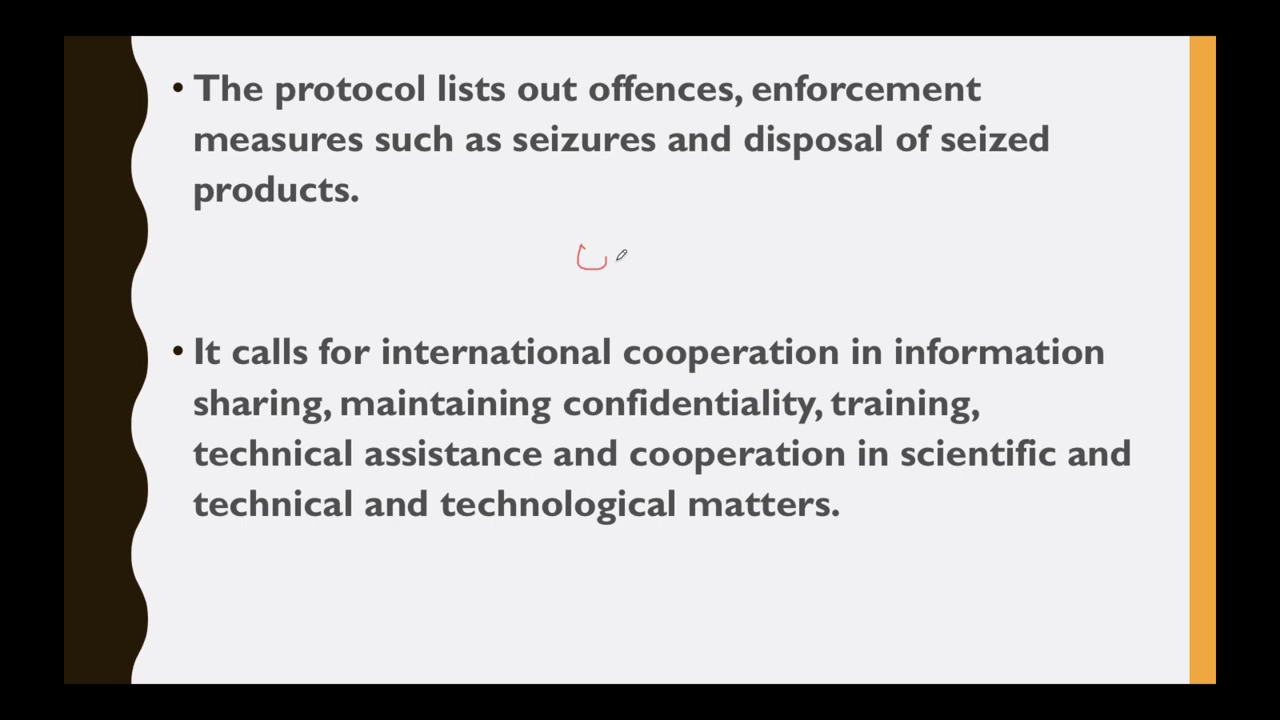 • The protocol lists out offences, enforcement
measures such as seizures and disposal of seized
products.
• It calls for international cooperation in information
sharing, maintaining confidentiality, training,
technical assistance and cooperation in scientific and
technical and technological matters.